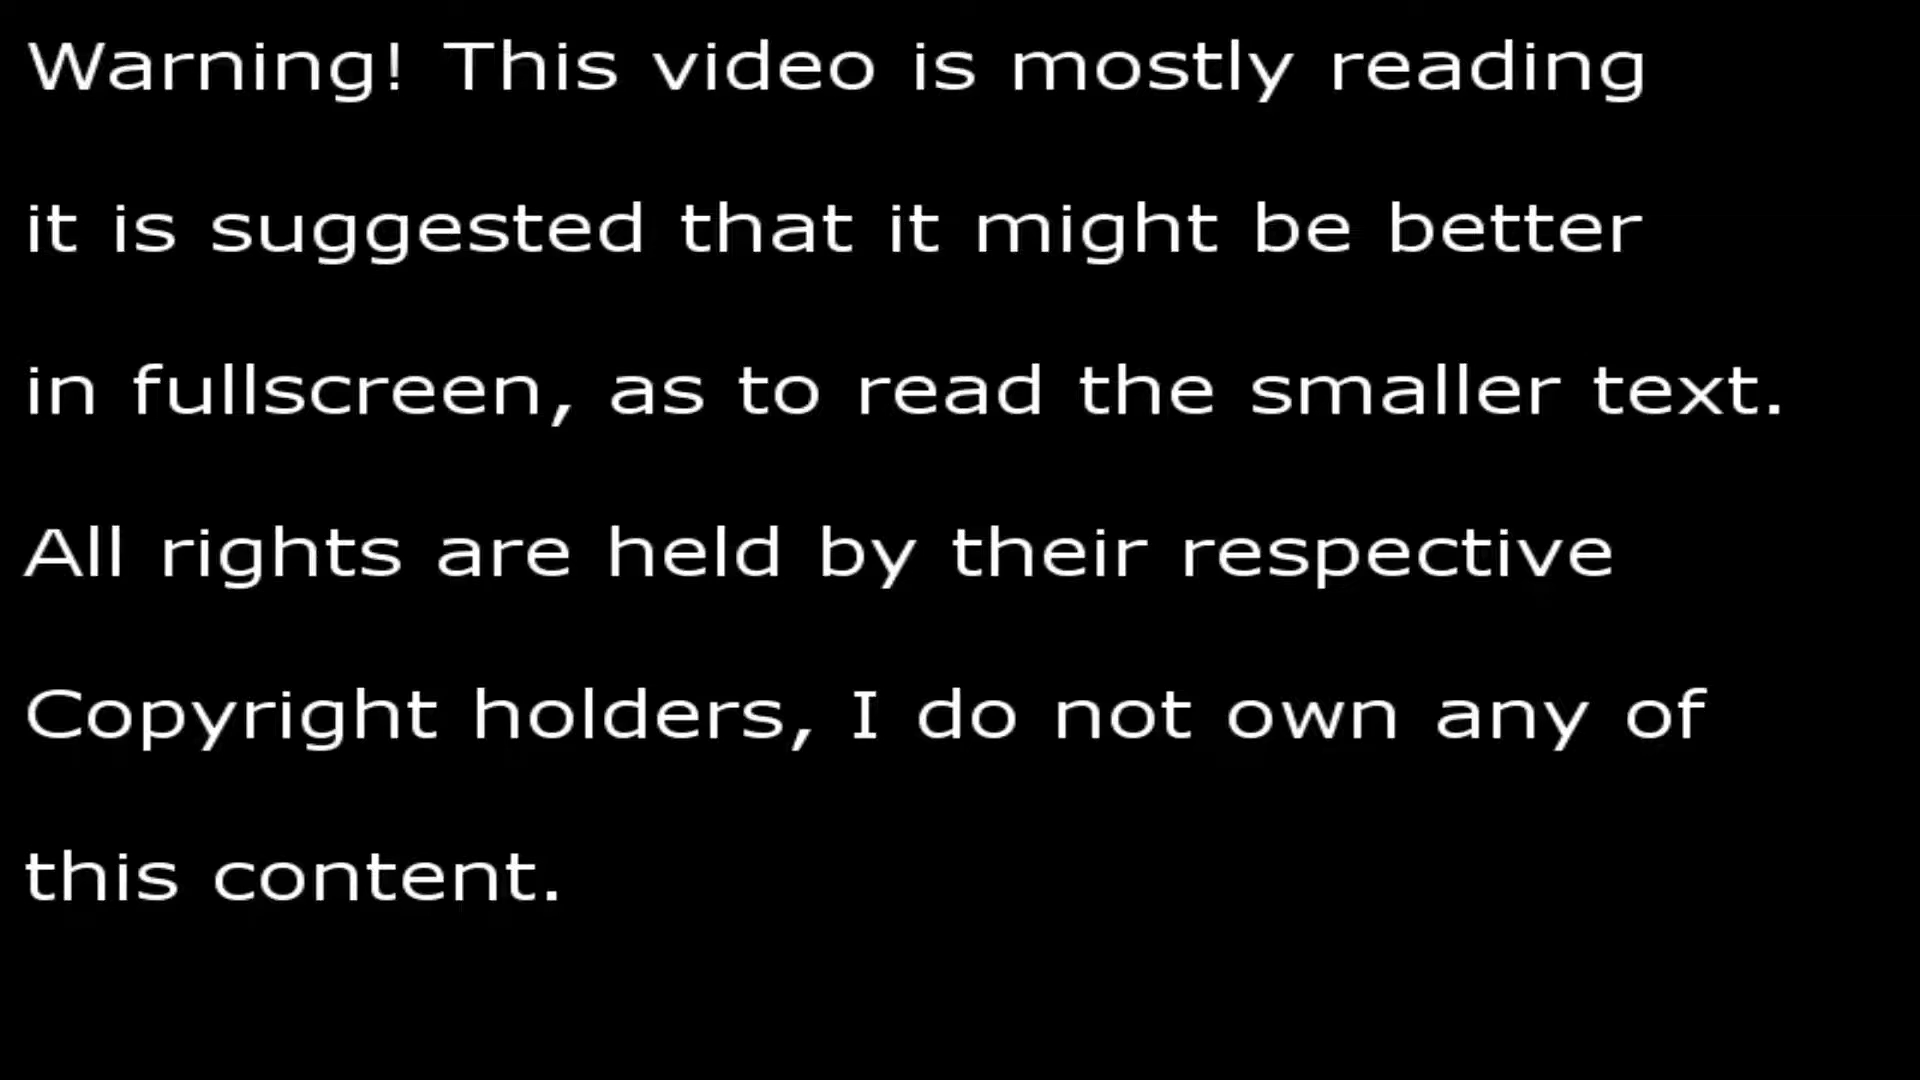 Warning! This video is mostly reading
it is suggested that it might be better
in fullscreen, as to read the smaller text.
All rights are held by their respective
Copyright holders, I do not own any of
this content.